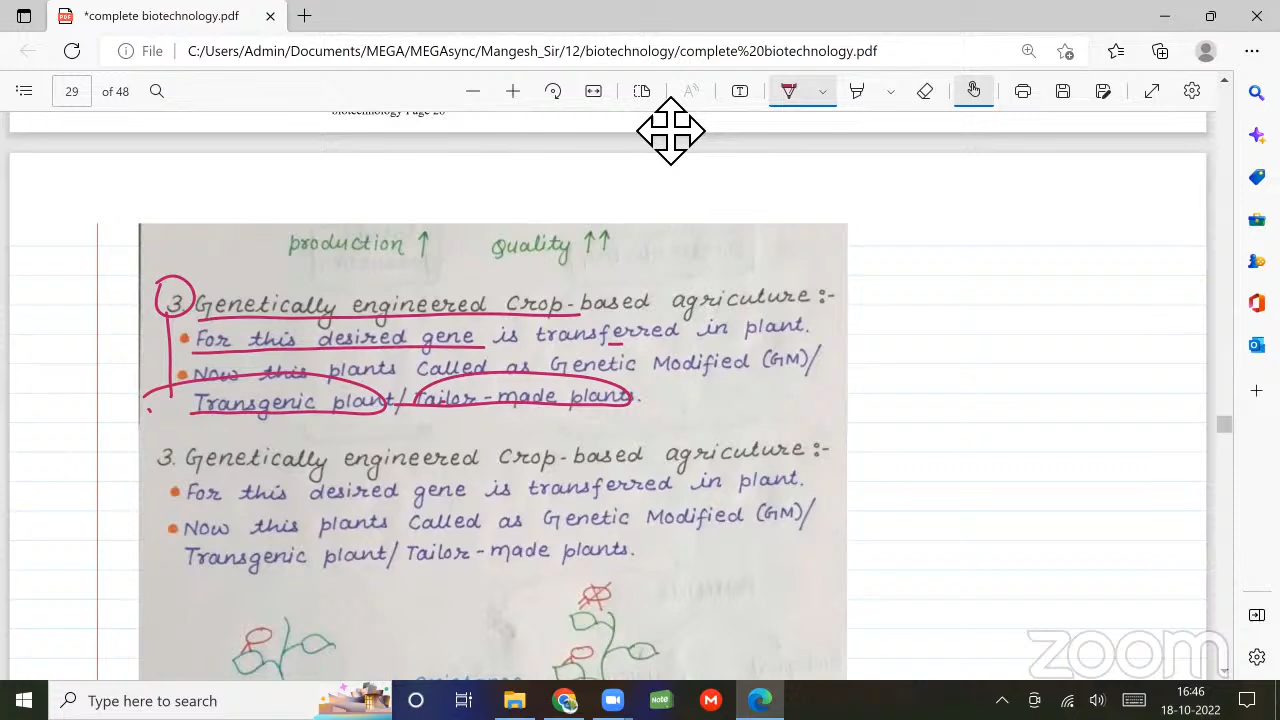 *complete biotechnology.pdf
File C:/Users/Admin/Documents/MEGA/MEGAsync/Mangesh_Sir/12/biotechnology/complete%20biotechnology.pdf
29 of 48
production ↑ Quality ↑↑
3. Genetically engineered Crop-based agricuture :-
• For this desired gene is transferred in plant.
• Now this plants Called as Genetic Modified (GM)/
Transgenic plant/ Tailor-made plants.
3. Genetically engineered Crop-based agricuture :-
• For this desired gene is transferred in plant.
• Now this plants Called as Genetic Modified (GM)/
Transgenic plant/ Tailor-made plants.
zoom
Type here to search
Note
16:46
18-10-2022